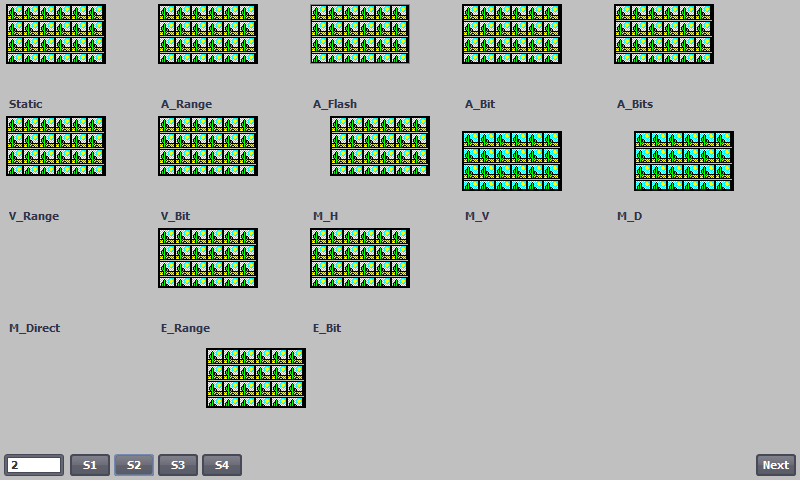 Static A_Range A_Flash A_Bit A_Bits
V_Range V_Bit M_H M_V M_D
M_Direct E_Range E_Bit
2 S1 S2 S3 S4 Next